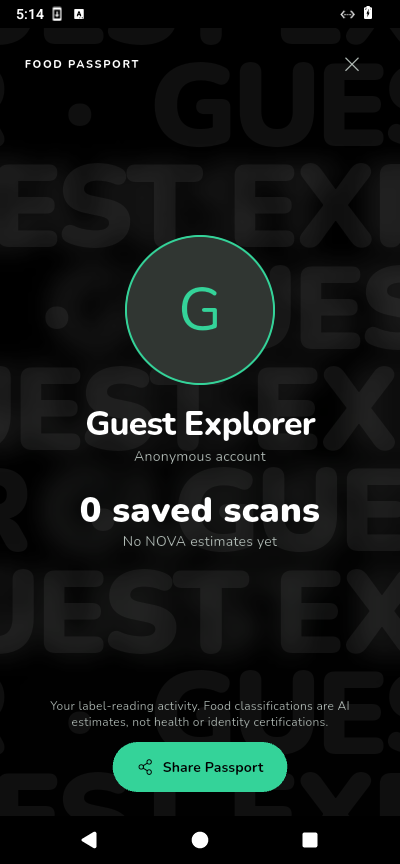 5:14
FOOD PASSPORT
G
Guest Explorer
Anonymous account
0 saved scans
No NOVA estimates yet
Your label-reading activity. Food classifications are AI
estimates, not health or identity certifications.
Share Passport